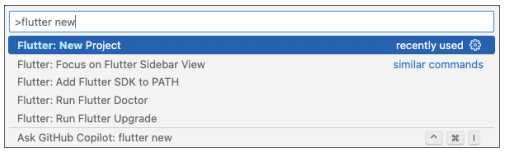 >flutter new
Flutter: New Project recently used
Flutter: Focus on Flutter Sidebar View similar commands
Flutter: Add Flutter SDK to PATH
Flutter: Run Flutter Doctor
Flutter: Run Flutter Upgrade
Ask GitHub Copilot: flutter new ^ ⌘ I